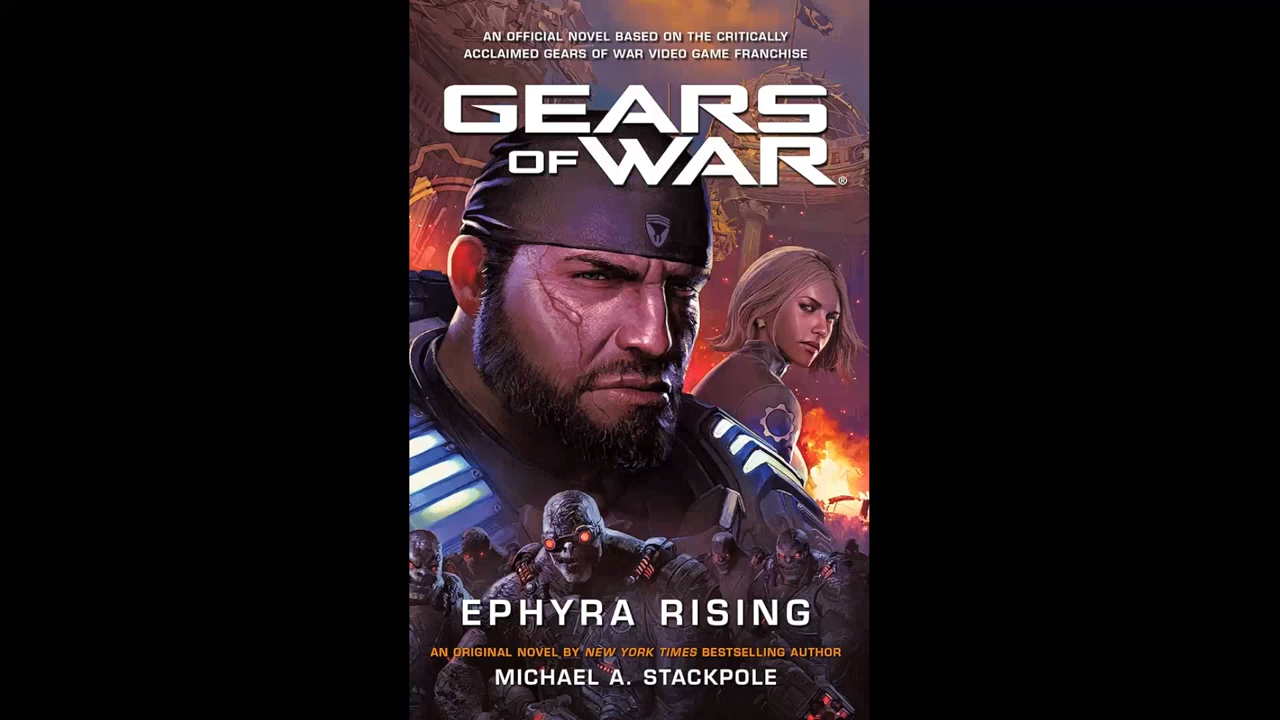 AN OFFICIAL NOVEL BASED ON THE CRITICALLY
ACCLAIMED GEARS OF WAR VIDEO GAME FRANCHISE
GEARS
OF WAR®
EPHYRA RISING
AN ORIGINAL NOVEL BY NEW YORK TIMES BESTSELLING AUTHOR
MICHAEL A. STACKPOLE